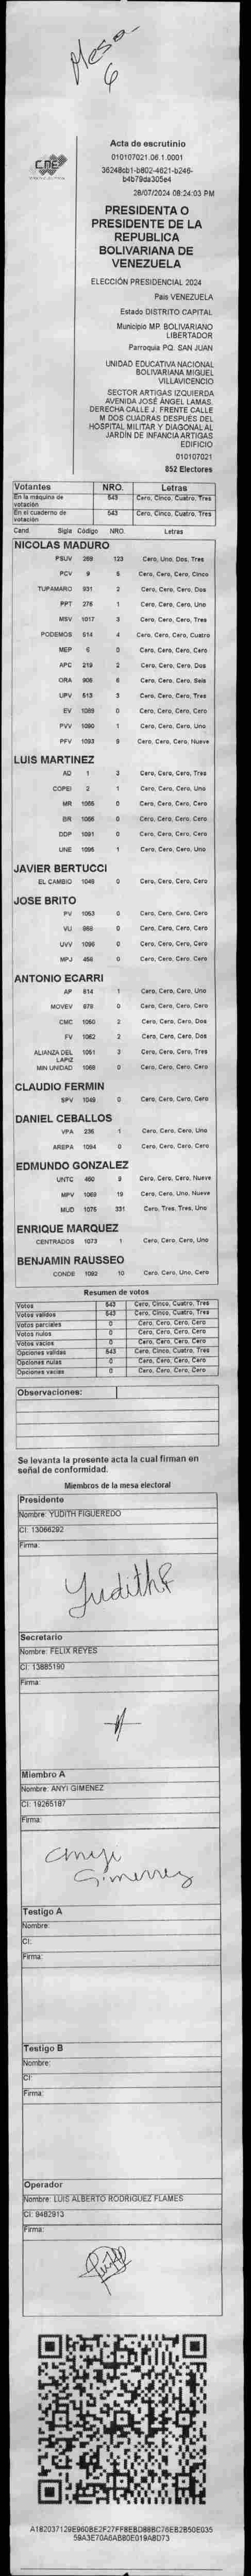 Mesa
6
CNE
Acta de escrutinio
010107021.06.1.0001
36248cb1-b802-4621-b246-
b4b79da305e4
28/07/2024 08:24:03 PM
PRESIDENTA O
PRESIDENTE DE LA
REPUBLICA
BOLIVARIANA DE
VENEZUELA
ELECCIÓN PRESIDENCIAL 2024
País VENEZUELA
Estado DISTRITO CAPITAL
Municipio MP. BOLIVARIANO
LIBERTADOR
Parroquia PQ. SAN JUAN
UNIDAD EDUCATIVA NACIONAL
BOLIVARIANA MIGUEL
VILLAVICENCIO
SECTOR ARTIGAS IZQUIERDA
AVENIDA JOSÉ ÁNGEL LAMAS.
DERECHA CALLE J. FRENTE CALLE
M DOS CUADRAS DESPUÉS DEL
HOSPITAL MILITAR Y DIAGONAL AL
JARDÍN DE INFANCIA ARTIGAS
EDIFICIO
010107021
852 Electores
Votantes NRO. Letras
En la máquina de votación 543 Cero, Cinco, Cuatro, Tres
En el cuaderno de votación 543 Cero, Cinco, Cuatro, Tres
Cand. Sigla Código NRO. Letras
NICOLAS MADURO
PSUV 269 123 Cero, Uno, Dos, Tres
PCV 9 5 Cero, Cero, Cero, Cinco
TUPAMARO 931 2 Cero, Cero, Cero, Dos
PPT 276 1 Cero, Cero, Cero, Uno
MSV 1017 3 Cero, Cero, Cero, Tres
PODEMOS 514 4 Cero, Cero, Cero, Cuatro
MEP 6 0 Cero, Cero, Cero, Cero
APC 219 2 Cero, Cero, Cero, Dos
ORA 906 6 Cero, Cero, Cero, Seis
UPV 513 3 Cero, Cero, Cero, Tres
EV 1089 0 Cero, Cero, Cero, Cero
PVV 1090 1 Cero, Cero, Cero, Uno
PFV 1093 9 Cero, Cero, Cero, Nueve
LUIS MARTINEZ
AD 1 3 Cero, Cero, Cero, Tres
COPEI 2 1 Cero, Cero, Cero, Uno
MR 1065 0 Cero, Cero, Cero, Cero
BR 1066 0 Cero, Cero, Cero, Cero
DDP 1091 0 Cero, Cero, Cero, Cero
UNE 1096 1 Cero, Cero, Cero, Uno
JAVIER BERTUCCI
EL CAMBIO 1048 0 Cero, Cero, Cero, Cero
JOSE BRITO
PV 1053 0 Cero, Cero, Cero, Cero
VU 968 0 Cero, Cero, Cero, Cero
UVV 1098 0 Cero, Cero, Cero, Cero
MPJ 458 0 Cero, Cero, Cero, Cero
ANTONIO ECARRI
AP 614 1 Cero, Cero, Cero, Uno
MOVEV 878 0 Cero, Cero, Cero, Cero
CMC 1050 2 Cero, Cero, Cero, Dos
FV 1062 2 Cero, Cero, Cero, Dos
ALIANZA DEL LAPIZ 1051 3 Cero, Cero, Cero, Tres
MIN UNIDAD 1068 0 Cero, Cero, Cero, Cero
CLAUDIO FERMIN
SPV 1049 0 Cero, Cero, Cero, Cero
DANIEL CEBALLOS
VPA 236 1 Cero, Cero, Cero, Uno
AREPA 1094 0 Cero, Cero, Cero, Cero
EDMUNDO GONZALEZ
UNTC 460 9 Cero, Cero, Cero, Nueve
MPV 1069 19 Cero, Cero, Uno, Nueve
MUD 1075 331 Cero, Tres, Tres, Uno
ENRIQUE MARQUEZ
CENTRADOS 1073 1 Cero, Cero, Cero, Uno
BENJAMIN RAUSSEO
CONDE 1092 10 Cero, Cero, Uno, Cero
Resumen de votos
Votos 543 Cero, Cinco, Cuatro, Tres
Votos validos 543 Cero, Cinco, Cuatro, Tres
Votos parciales 0 Cero, Cero, Cero, Cero
Votos nulos 0 Cero, Cero, Cero, Cero
Votos vacios 0 Cero, Cero, Cero, Cero
Opciones validas 543 Cero, Cinco, Cuatro, Tres
Opciones nulas 0 Cero, Cero, Cero, Cero
Opciones vacias 0 Cero, Cero, Cero, Cero
Observaciones:
Se levanta la presente acta la cual firman en
señal de conformidad.
Miembros de la mesa electoral
Presidente
Nombre: YUDITH FIGUEREDO
CI: 13066292
Firma:
Yudith F
Secretario
Nombre: FELIX REYES
CI: 13885190
Firma:
Miembro A
Nombre: ANYI GIMENEZ
CI: 19265187
Firma:
Anyi
Gimenez
Testigo A
Nombre:
CI:
Firma:
Testigo B
Nombre:
CI:
Firma:
Operador
Nombre: LUIS ALBERTO RODRIGUEZ FLAMES
CI: 9482913
Firma:
A182037129E960BE2F27FF8EBD88BC76EB2B50E035
59A3E70A6AB80E019A8D73